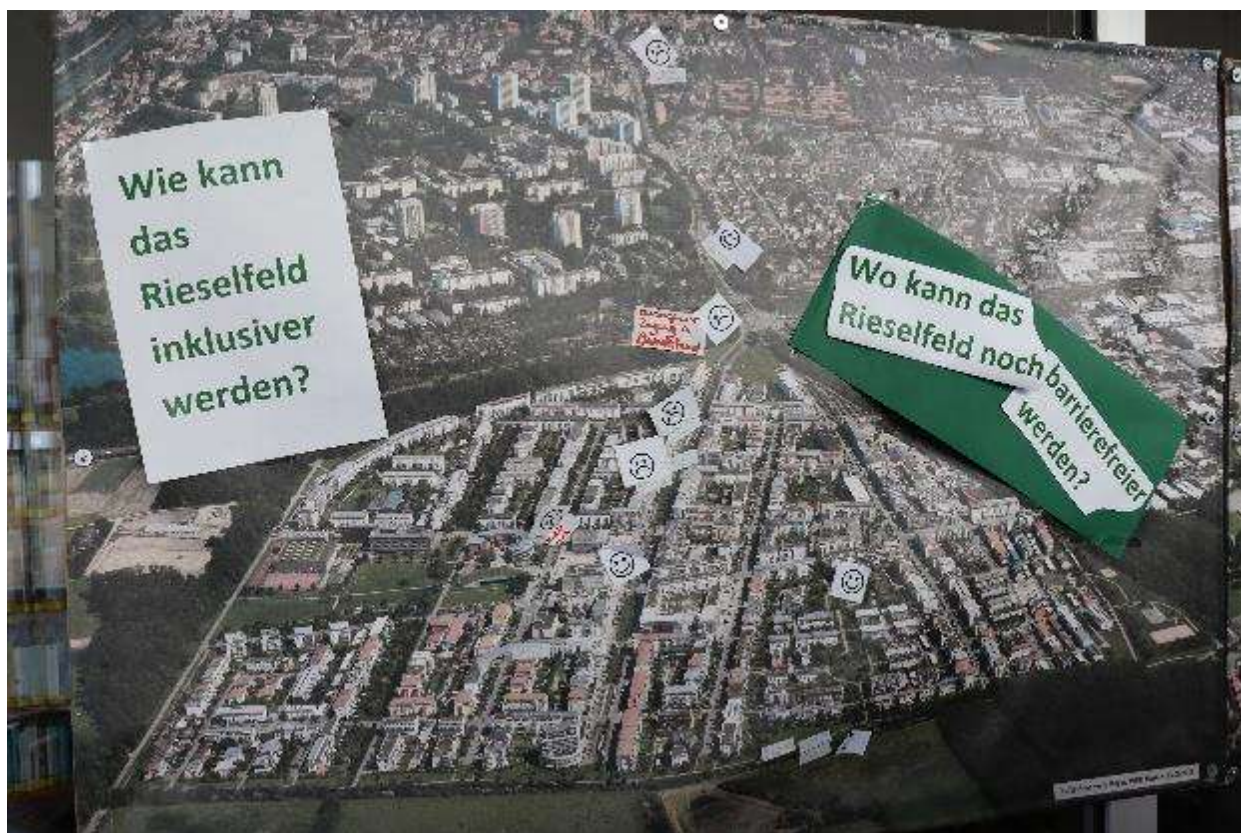 Wie kann
das
Rieselfeld
inklusiver
werden?
Wo kann das
Rieselfeld noch
barrierefreier
werden?